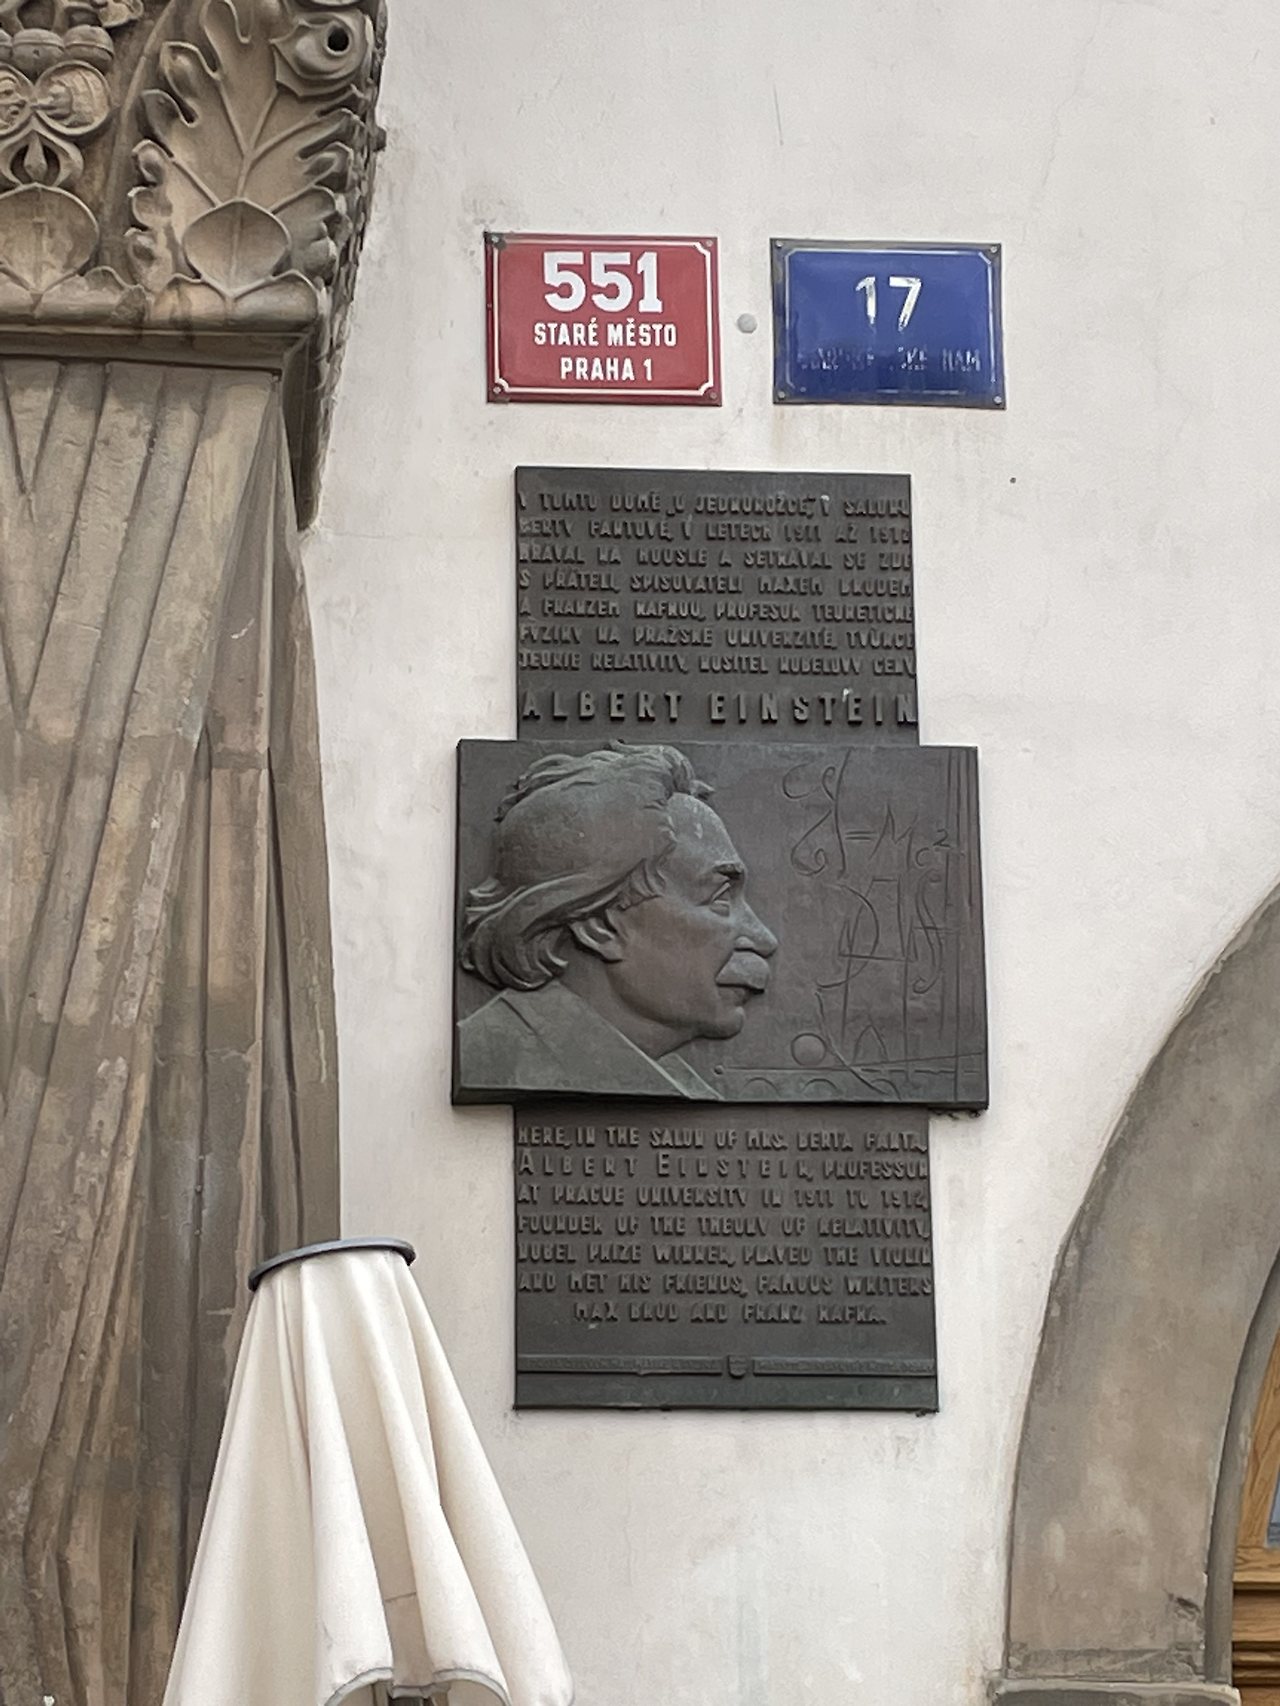 551
STARÉ MĚSTO
PRAHA 1
17
V TOMTO DOMĚ „U JEDNOROŽCE“, V SALONU
BERTY FANTOVÉ, V LETECH 1911 AŽ 1912
HRÁVAL NA HOUSLE A SETKÁVAL SE ZDE
S PŘÁTELI, SPISOVATELI MAXEM BRODEM
A FRANZEM KAFKOU, PROFESOR TEORETICKÉ
FYZIKY NA PRAŽSKÉ UNIVERZITĚ, TVŮRCE
TEORIE RELATIVITY, NOSITEL NOBELOVY CENY
ALBERT EINSTEIN
=Mc²
HERE, IN THE SALON OF MRS. BERTA FANTA,
ALBERT EINSTEIN, PROFESSOR
AT PRAGUE UNIVERSITY IN 1911 TO 1912,
FOUNDER OF THE THEORY OF RELATIVITY,
NOBEL PRIZE WINNER, PLAYED THE VIOLIN
AND MET HIS FRIENDS, FAMOUS WRITERS
MAX BROD AND FRANZ KAFKA.